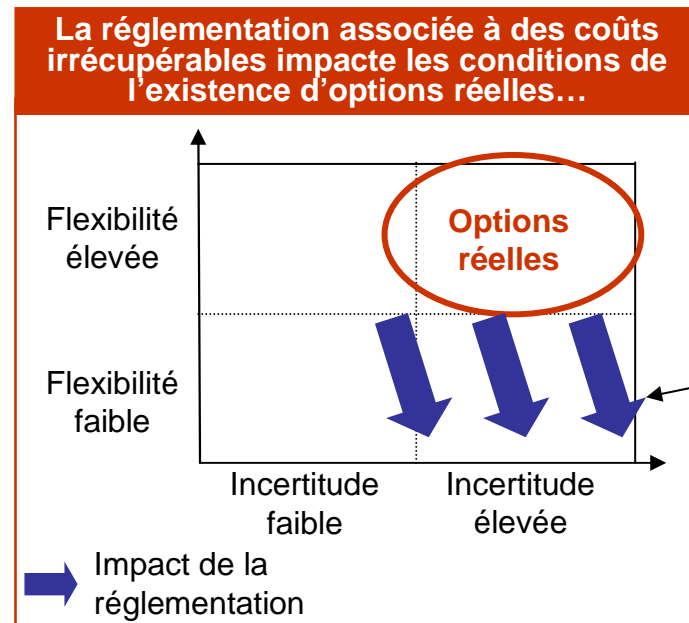 La réglementation associée à des coûts
irrécupérables impacte les conditions de
l'existence d'options réelles…
Flexibilité
élevée
Options
réelles
Flexibilité
faible
Incertitude
faible
Incertitude
élevée
Impact de la
réglementation